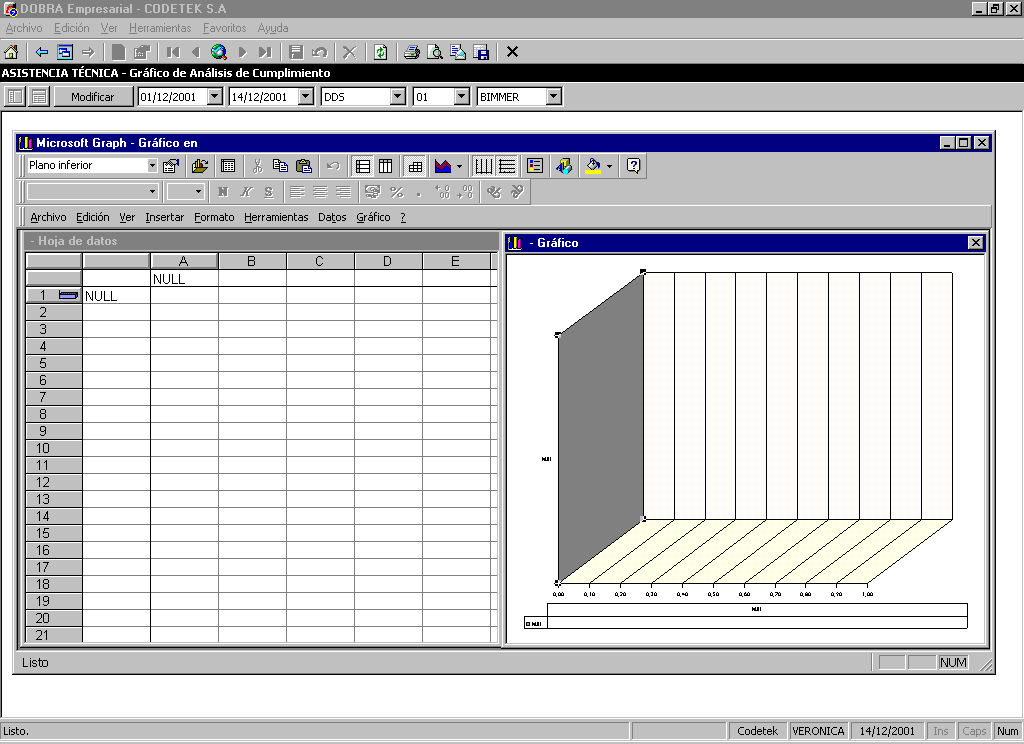 DOBRA Empresarial - CODETEK S.A
Archivo Edición Ver Herramientas Favoritos Ayuda
ASISTENCIA TÉCNICA - Gráfico de Análisis de Cumplimiento
Modificar 01/12/2001 14/12/2001 DDS 01 BIMMER
Microsoft Graph - Gráfico en
Plano inferior
N K S % ,
Archivo Edición Ver Insertar Formato Herramientas Datos Gráfico ?
- Hoja de datos
A B C D E
NULL
1 NULL
2
3
4
5
6
7
8
9
10
11
12
13
14
15
16
17
18
19
20
21
- Gráfico
NULL
0,00 0,10 0,20 0,30 0,40 0,50 0,60 0,70 0,80 0,90 1,00
NULL
NULL
Listo NUM
Listo. Codetek VERONICA 14/12/2001 Ins Caps Num